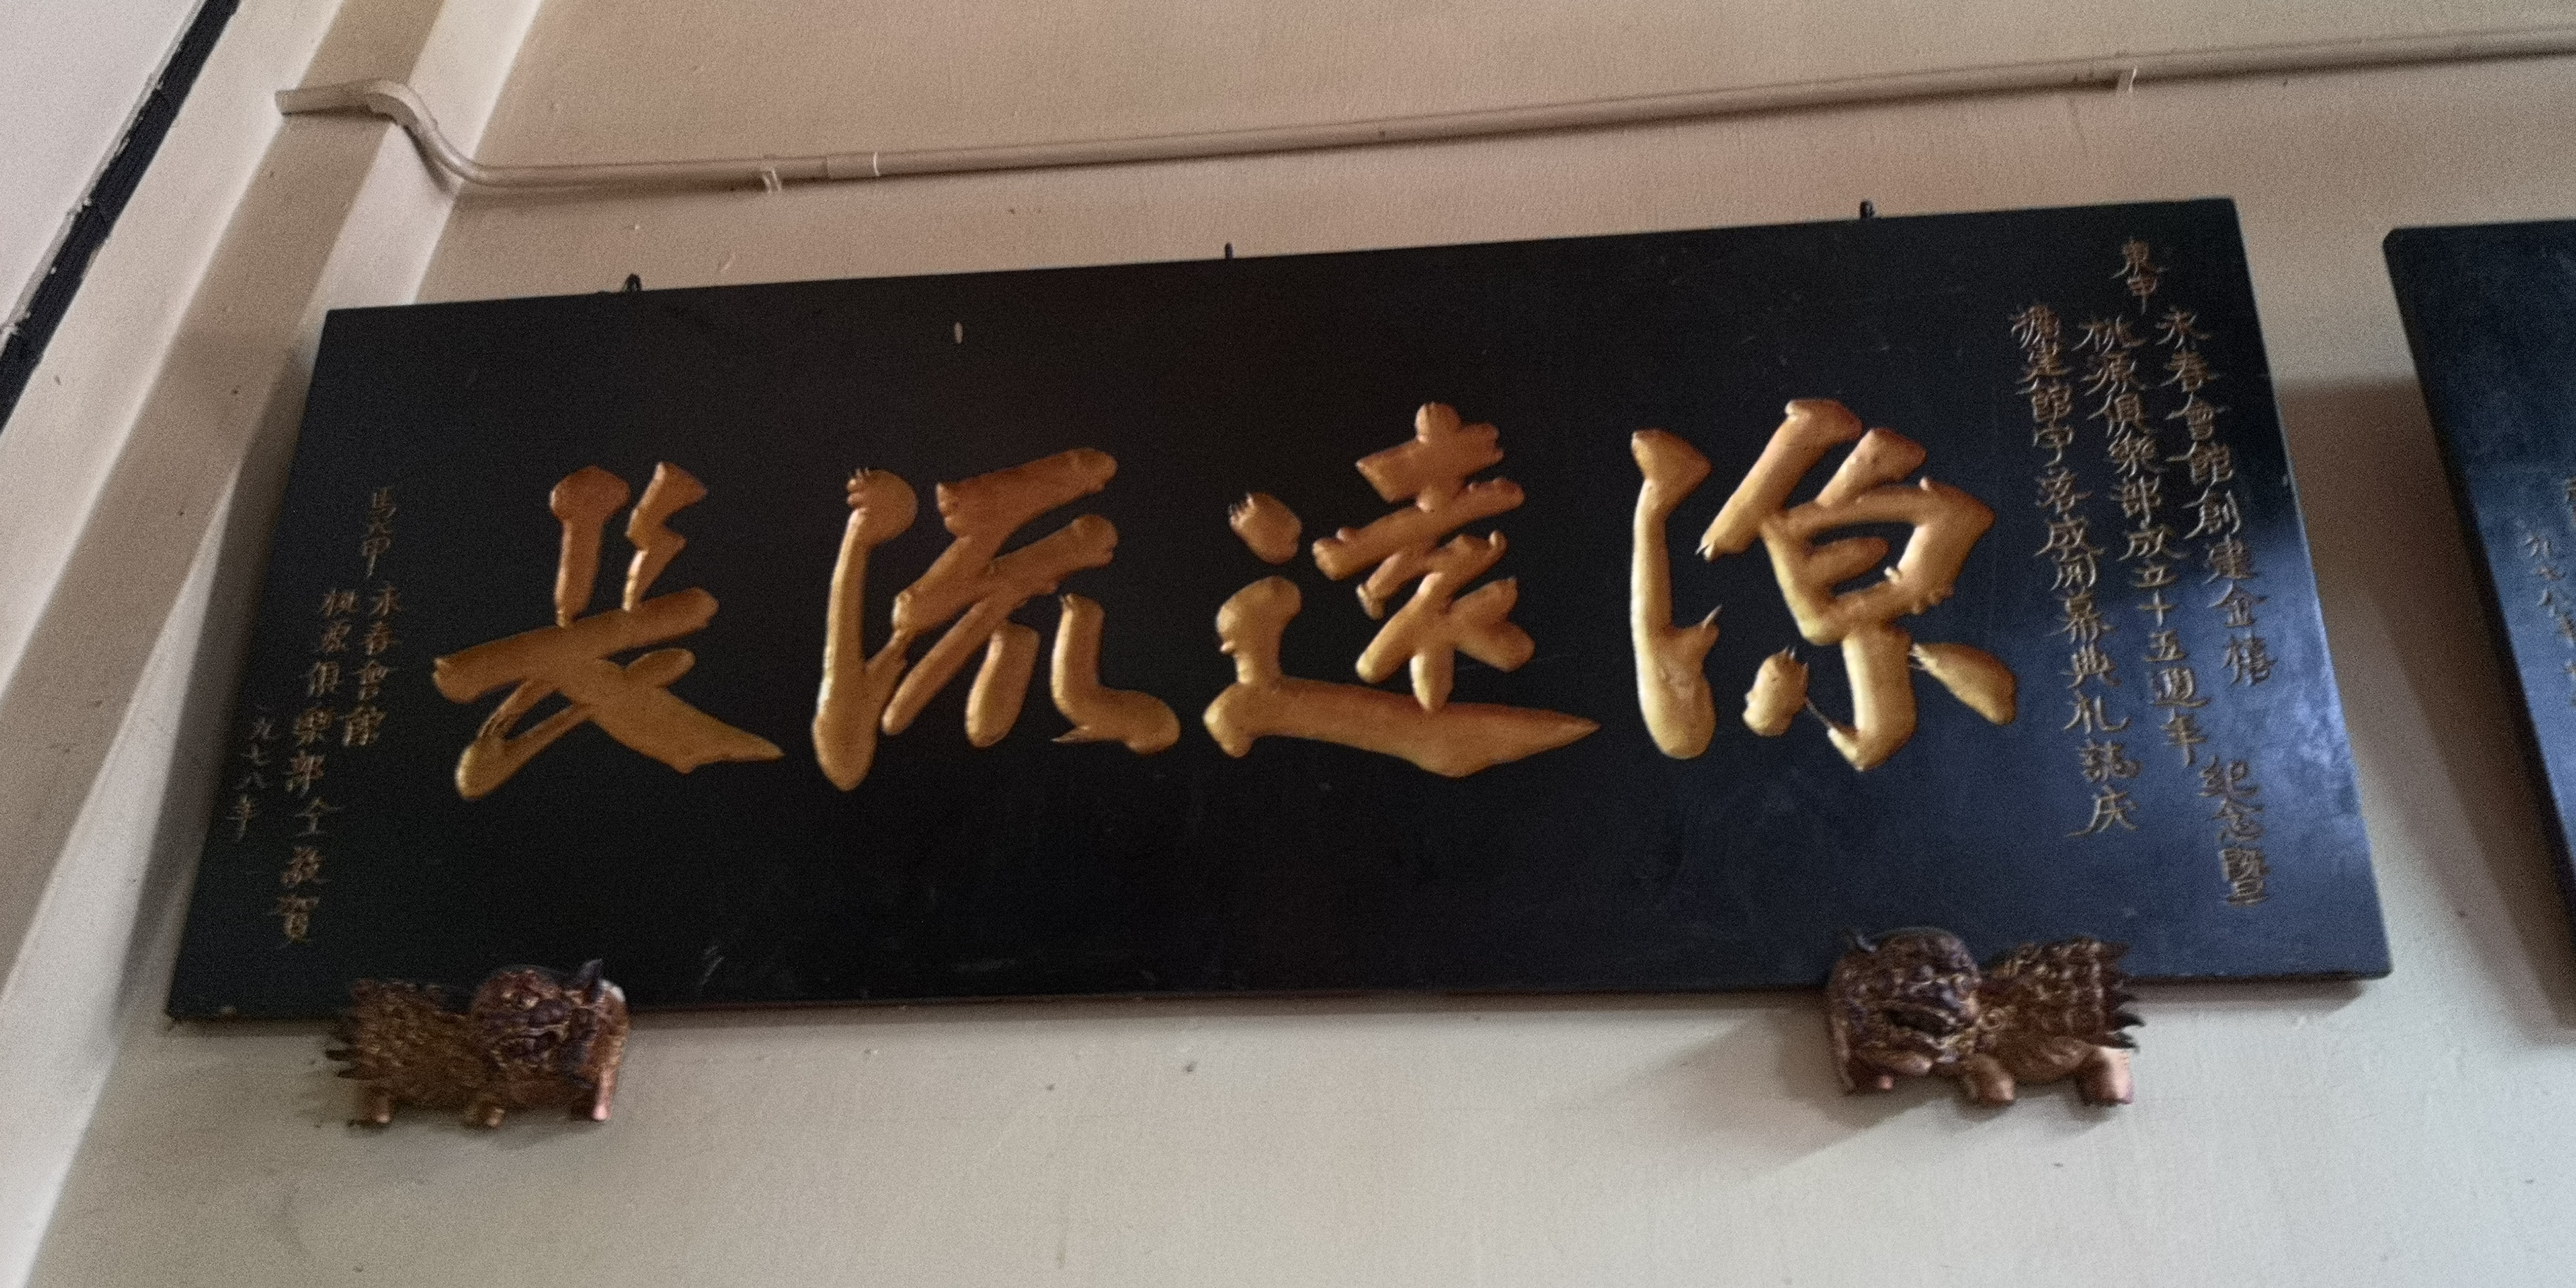 東甲
永春會館創建金禧紀念暨
桃源俱樂部成立十五週年
擴建館宇落成開幕典礼誌庆
源遠流長
馬六甲
永春會館
桃源俱樂部仝敬賀
一九七八年